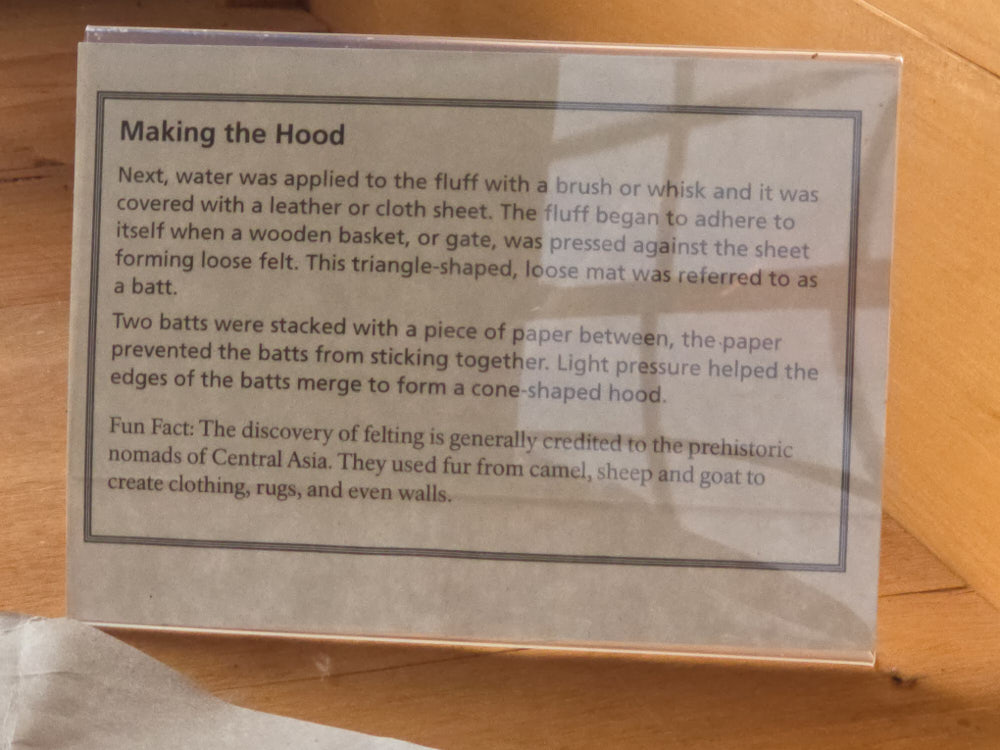 Making the Hood
Next, water was applied to the fluff with a brush or whisk and it was
covered with a leather or cloth sheet. The fluff began to adhere to
itself when a wooden basket, or gate, was pressed against the sheet
forming loose felt. This triangle-shaped, loose mat was referred to as
a batt.
Two batts were stacked with a piece of paper between, the paper
prevented the batts from sticking together. Light pressure helped the
edges of the batts merge to form a cone-shaped hood.
Fun Fact: The discovery of felting is generally credited to the prehistoric
nomads of Central Asia. They used fur from camel, sheep and goat to
create clothing, rugs, and even walls.